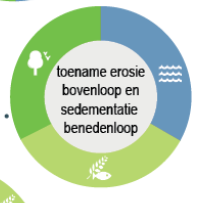 toename erosie
bovenloop en
sedementatie
benedenloop